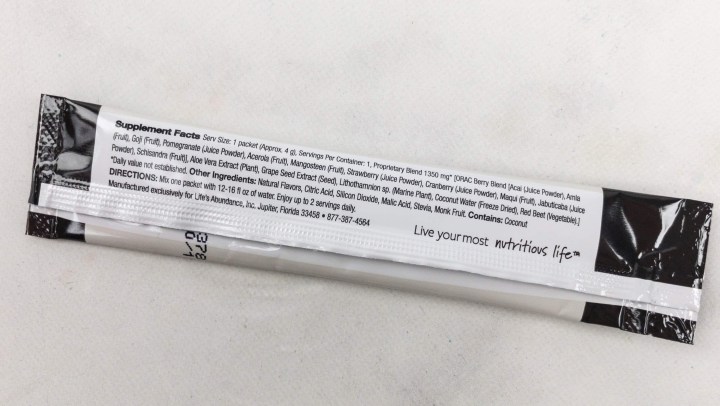 Supplement Facts Serv Size: 1 packet (Approx. 4 g), Servings Per Container: 1, Proprietary Blend 1350 mg* [ORAC Berry Blend [Acai (Juice Powder), Amla
(Fruit), Goji (Fruit), Pomegranate (Juice Powder), Acerola (Fruit), Mangosteen (Fruit), Strawberry (Juice Powder), Cranberry (Juice Powder), Maqui (Fruit), Jabuticaba (Juice
Powder), Schisandra (Fruit)], Aloe Vera Extract (Plant), Grape Seed Extract (Seed), Lithothamnion sp. (Marine Plant), Coconut Water (Freeze Dried), Red Beet (Vegetable).]
*Daily value not established. Other Ingredients: Natural Flavors, Citric Acid, Silicon Dioxide, Malic Acid, Stevia, Monk Fruit. Contains: Coconut
DIRECTIONS: Mix one packet with 12-16 fl oz of water. Enjoy up to 2 servings daily.
Manufactured exclusively for Life's Abundance, Inc. Jupiter, Florida 33458 • 877-387-4564
Live your most nutritious life™